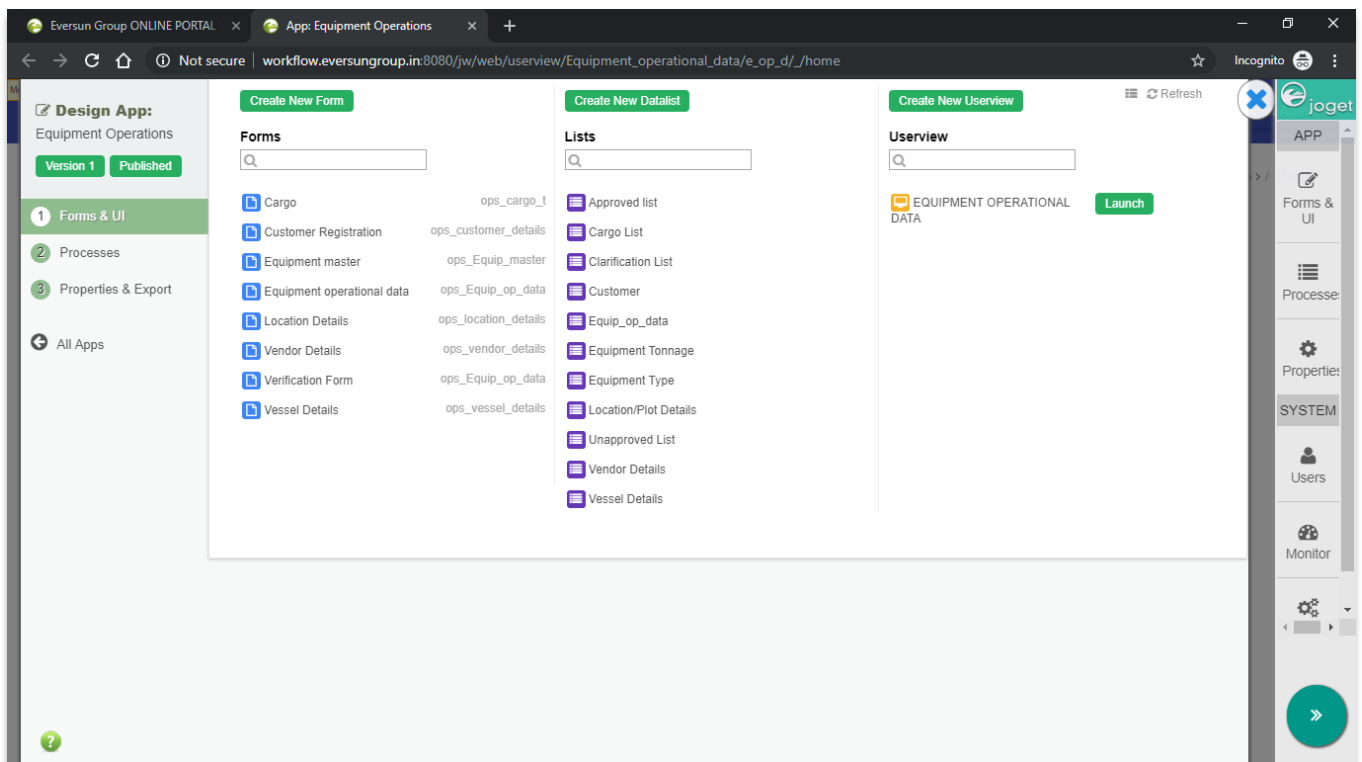 Eversun Group ONLINE PORTAL
App: Equipment Operations
Not secure | workflow.eversungroup.in:8080/jw/web/userview/Equipment_operational_data/e_op_d/_/home
Incognito
Design App:
Equipment Operations
Version 1 Published
1 Forms & UI
2 Processes
3 Properties & Export
All Apps
Create New Form
Forms
Cargo ops_cargo_t
Customer Registration ops_customer_details
Equipment master ops_Equip_master
Equipment operational data ops_Equip_op_data
Location Details ops_location_details
Vendor Details ops_vendor_details
Verification Form ops_Equip_op_data
Vessel Details ops_vessel_details
Create New Datalist
Lists
Approved list
Cargo List
Clarification List
Customer
Equip_op_data
Equipment Tonnage
Equipment Type
Location/Plot Details
Unapproved List
Vendor Details
Vessel Details
Create New Userview
Refresh
Userview
EQUIPMENT OPERATIONAL
DATA
Launch
joget
APP
Forms &
UI
Processe
Properties
SYSTEM
Users
Monitor